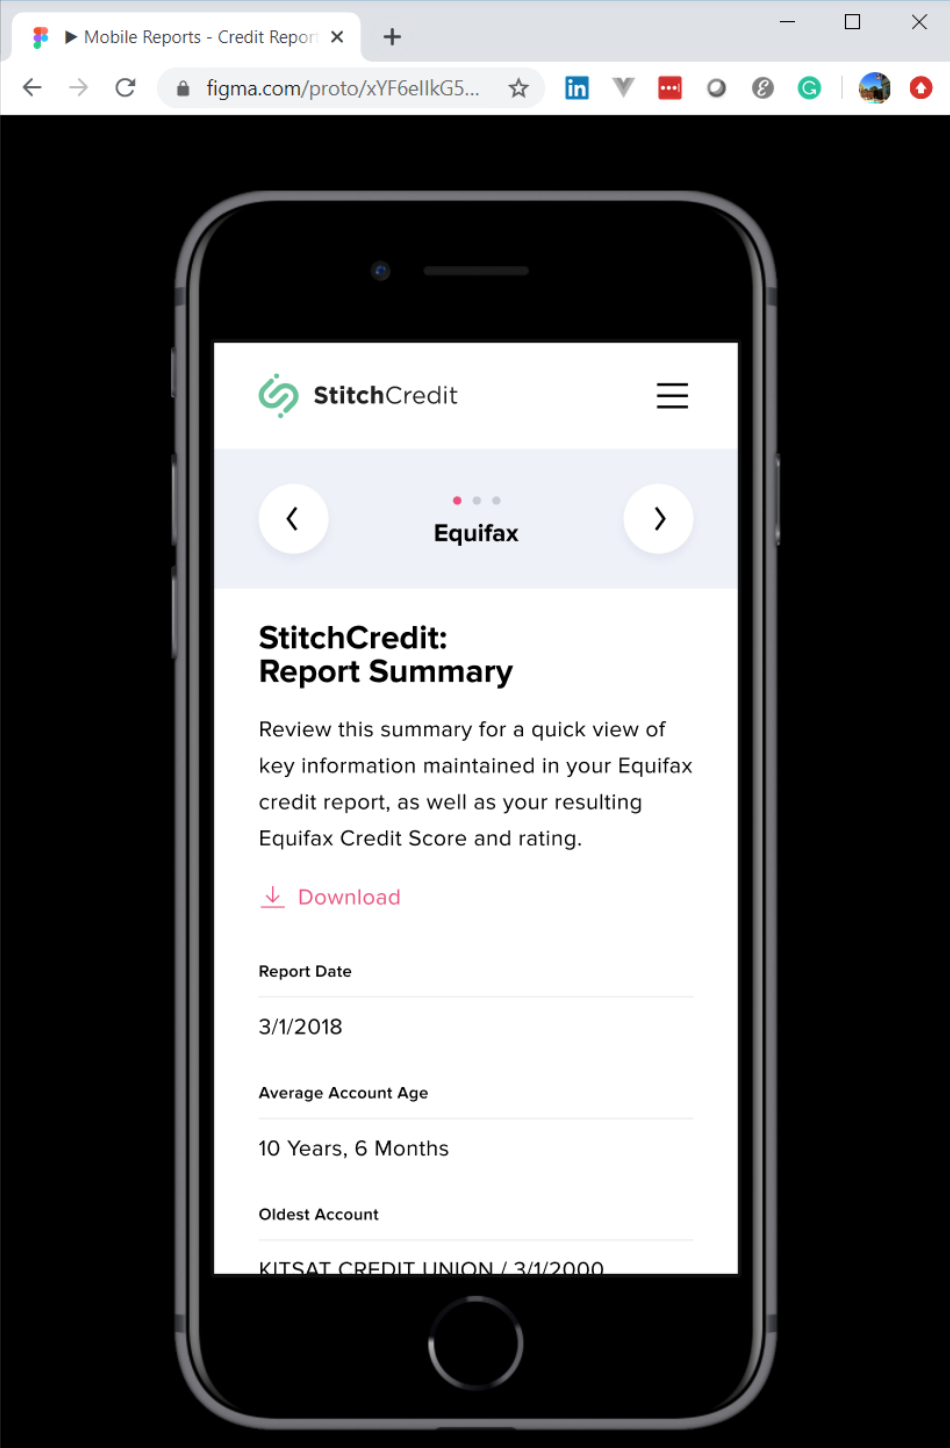 Mobile Reports - Credit Repor
figma.com/proto/xYF6eIlkG5...
StitchCredit
Equifax
StitchCredit:
Report Summary
Review this summary for a quick view of
key information maintained in your Equifax
credit report, as well as your resulting
Equifax Credit Score and rating.
Download
Report Date
3/1/2018
Average Account Age
10 Years, 6 Months
Oldest Account
KITSAT CREDIT UNION / 3/1/2000